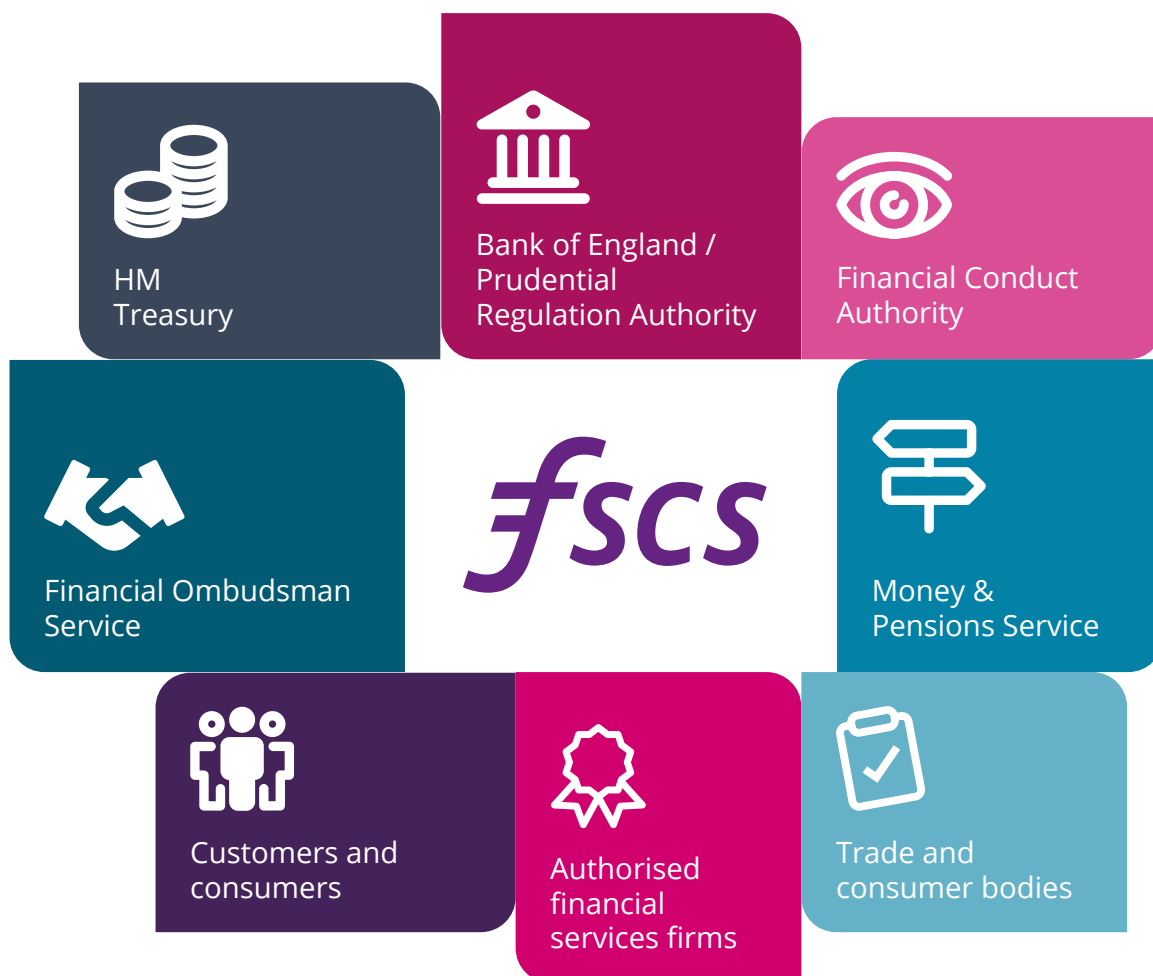 HM
Treasury
Bank of England /
Prudential
Regulation Authority
Financial Conduct
Authority
Financial Ombudsman
Service
fscs
Money &
Pensions Service
Customers and
consumers
Authorised
financial
services firms
Trade and
consumer bodies